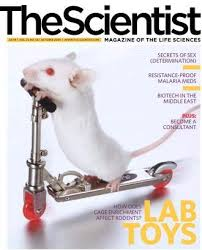 TheScientist
MAGAZINE OF THE LIFE SCIENCES
SECRETS OF SEX
(DETERMINATION)
RESISTANCE-PROOF
MALARIA MEDS
BIOTECH IN THE
MIDDLE EAST
PLUS:
BECOME A
CONSULTANT
LAB
TOYS
HOW DOES
CAGE ENRICHMENT
AFFECT RODENTS?